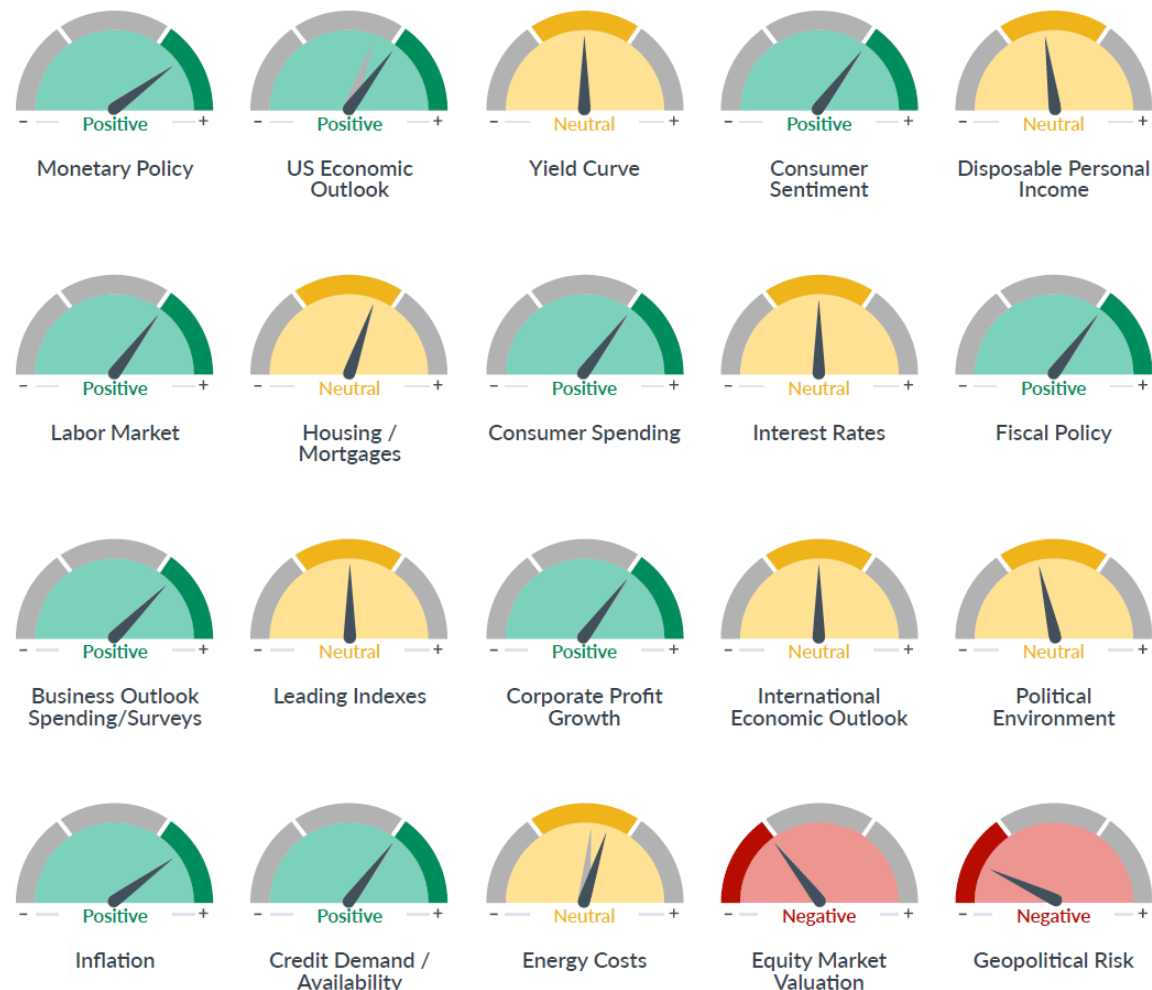 - Positive +
- Positive +
- Neutral +
- Positive +
- Neutral +
Monetary Policy
US Economic
Outlook
Yield Curve
Consumer
Sentiment
Disposable Personal
Income
- Positive +
- Neutral +
- Positive +
- Neutral +
- Positive +
Labor Market
Housing /
Mortgages
Consumer Spending
Interest Rates
Fiscal Policy
- Positive +
- Neutral +
- Positive +
- Neutral +
- Neutral +
Business Outlook
Spending/Surveys
Leading Indexes
Corporate Profit
Growth
International
Economic Outlook
Political
Environment
- Positive +
- Positive +
- Neutral +
- Negative +
- Negative +
Inflation
Credit Demand /
Availability
Energy Costs
Equity Market
Valuation
Geopolitical Risk